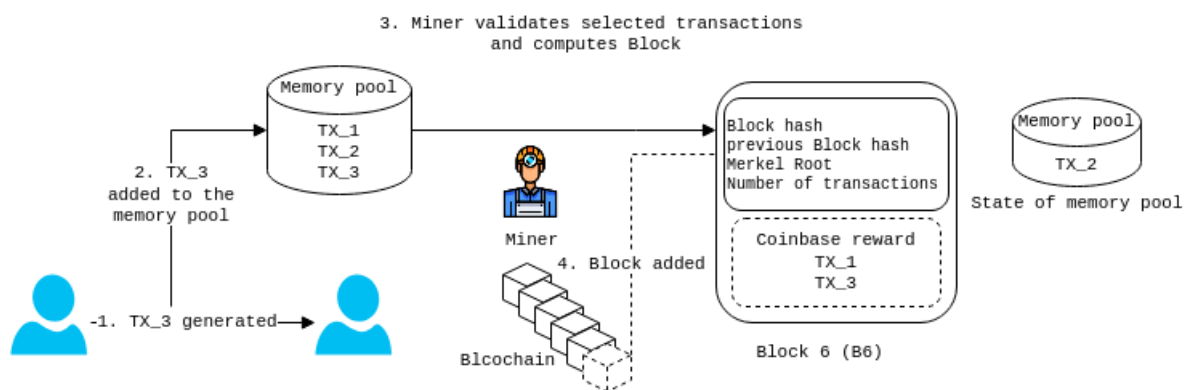 3. Miner validates selected transactions
and computes Block
Memory pool
TX_1
TX_2
TX_3
2. TX_3
added to the
memory pool
-1. TX_3 generated
Miner
4. Block added
Blcochain
Block hash
previous Block hash
Merkel Root
Number of transactions
Coinbase reward
TX_1
TX_3
Block 6 (B6)
Memory pool
TX_2
State of memory pool